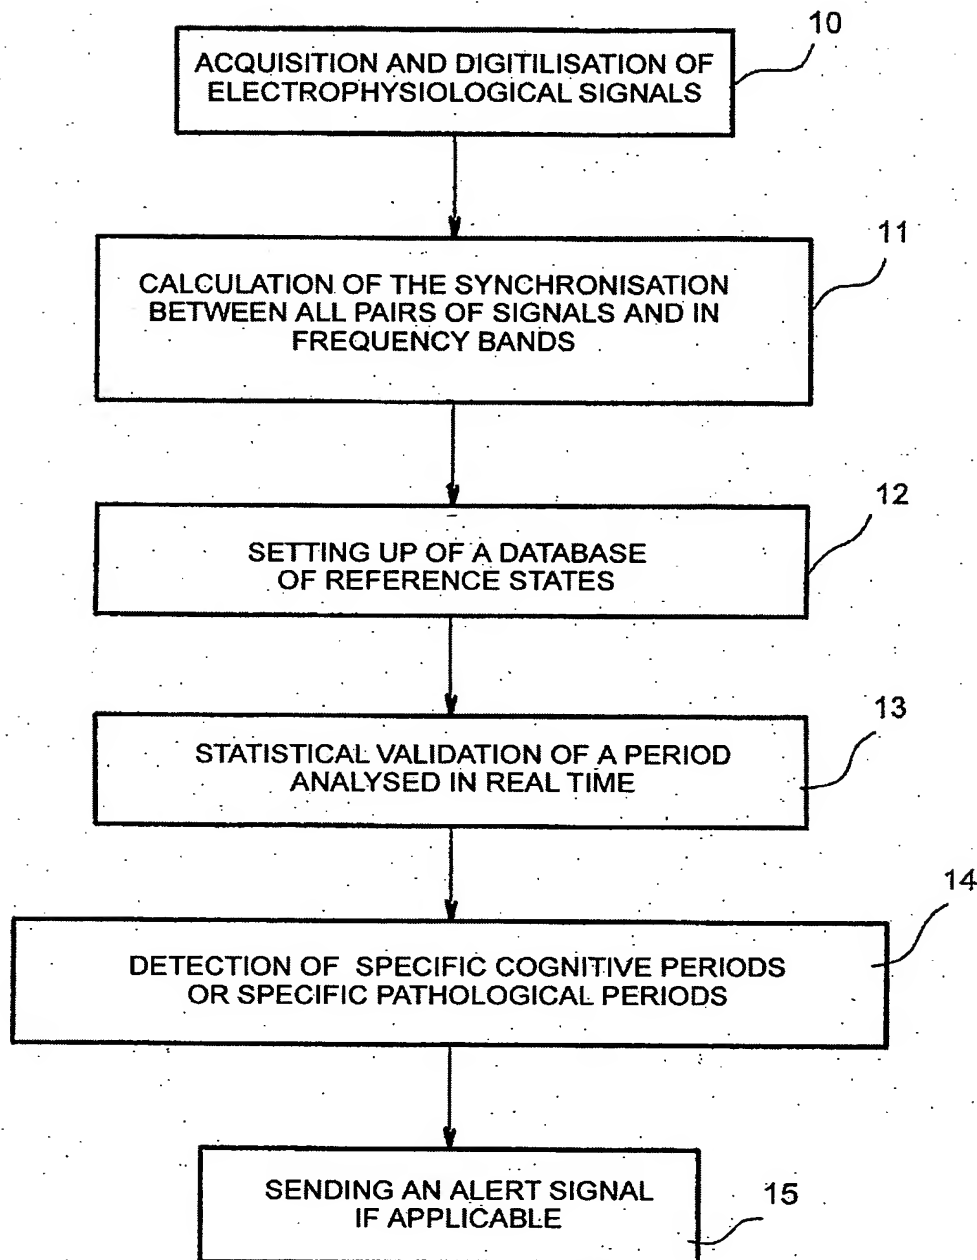 10
ACQUISITION AND DIGITILISATION OF
ELECTROPHYSIOLOGICAL SIGNALS
11
CALCULATION OF THE SYNCHRONISATION
BETWEEN ALL PAIRS OF SIGNALS AND IN
FREQUENCY BANDS
12
SETTING UP OF A DATABASE
OF REFERENCE STATES
13
STATISTICAL VALIDATION OF A PERIOD
ANALYSED IN REAL TIME
14
DETECTION OF SPECIFIC COGNITIVE PERIODS
OR SPECIFIC PATHOLOGICAL PERIODS
SENDING AN ALERT SIGNAL
IF APPLICABLE
15